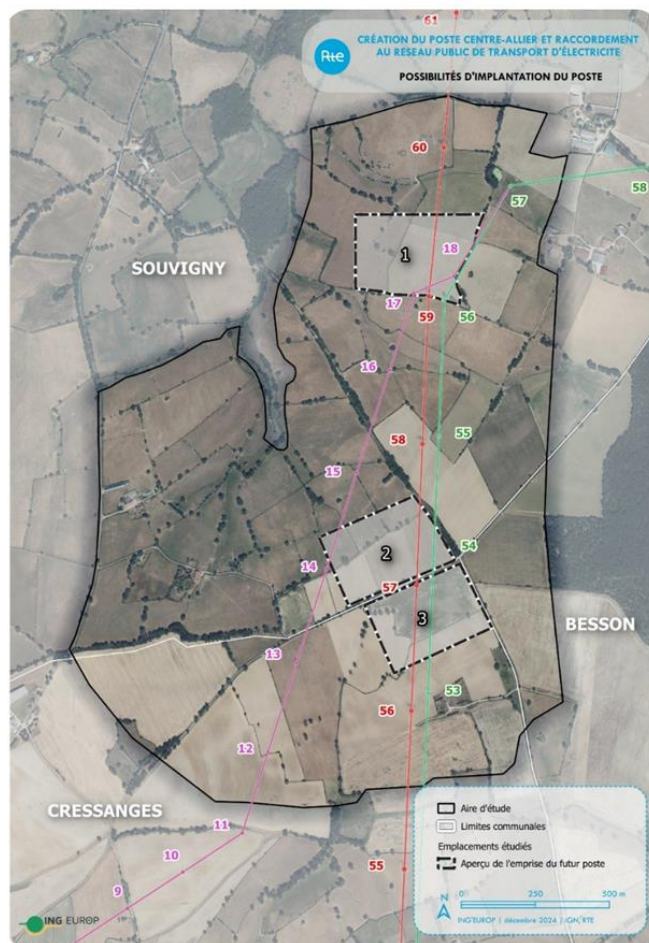 61
Rte
CRÉATION DU POSTE CENTRE-ALLIER ET RACCORDEMENT
AU RESEAU PUBLIC DE TRANSPORT D'ÉLECTRICITE
POSSIBILITÉS D'IMPLANTATION DU POSTE
60
57
58
SOUVIGNY
1
18
17
59
56
16
58
55
15
2
54
14
57
3
BESSON
13
53
56
12
CRESSANGES
11
10
55
9
Aire d'étude
Limites communales
Emplacements étudiés
Aperçu de l'emprise du futur poste
N
0 250 500 m
ING'EUROP | décembre 2024 / IGN, RTE
ING EUROP